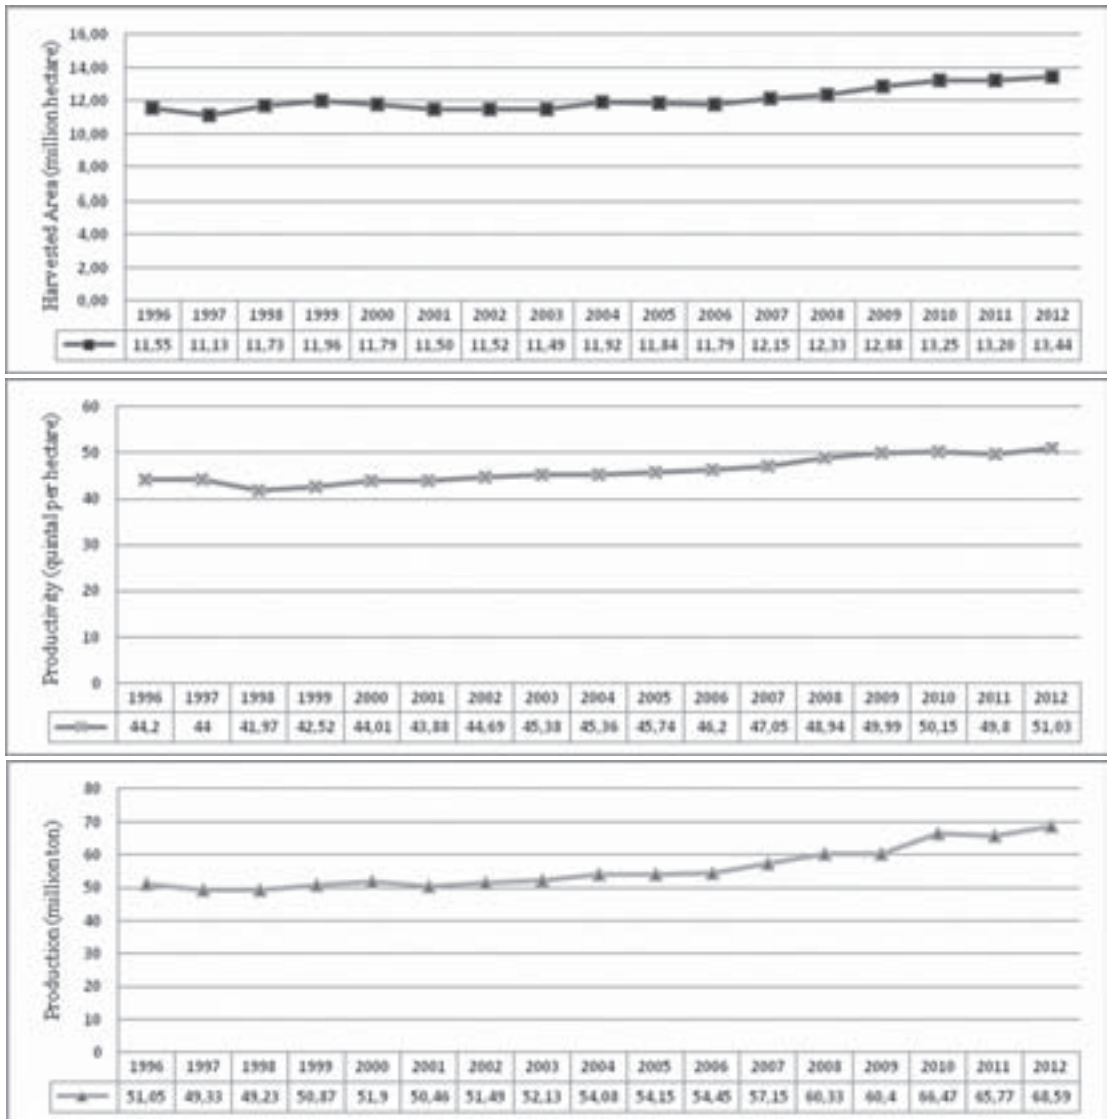 Harvested Area (million hectare)
16,00
14,00
12,00
10,00
8,00
6,00
4,00
2,00
0,00
1996 1997 1998 1999 2000 2001 2002 2003 2004 2005 2006 2007 2008 2009 2010 2011 2012
11,55 11,13 11,73 11,96 11,79 11,50 11,52 11,49 11,92 11,84 11,79 12,15 12,33 12,88 13,25 13,20 13,44
Productivity (quintal per hectare)
60
50
40
30
20
10
0
1996 1997 1998 1999 2000 2001 2002 2003 2004 2005 2006 2007 2008 2009 2010 2011 2012
44,2 44 41,97 42,52 44,01 43,88 44,69 45,38 45,36 45,74 46,2 47,05 48,94 49,99 50,15 49,8 51,03
Production (million ton)
80
70
60
50
40
30
20
10
0
1996 1997 1998 1999 2000 2001 2002 2003 2004 2005 2006 2007 2008 2009 2010 2011 2012
51,05 49,33 49,23 50,87 51,9 50,46 51,49 52,13 54,08 54,15 54,45 57,15 60,33 60,4 66,47 65,77 68,59